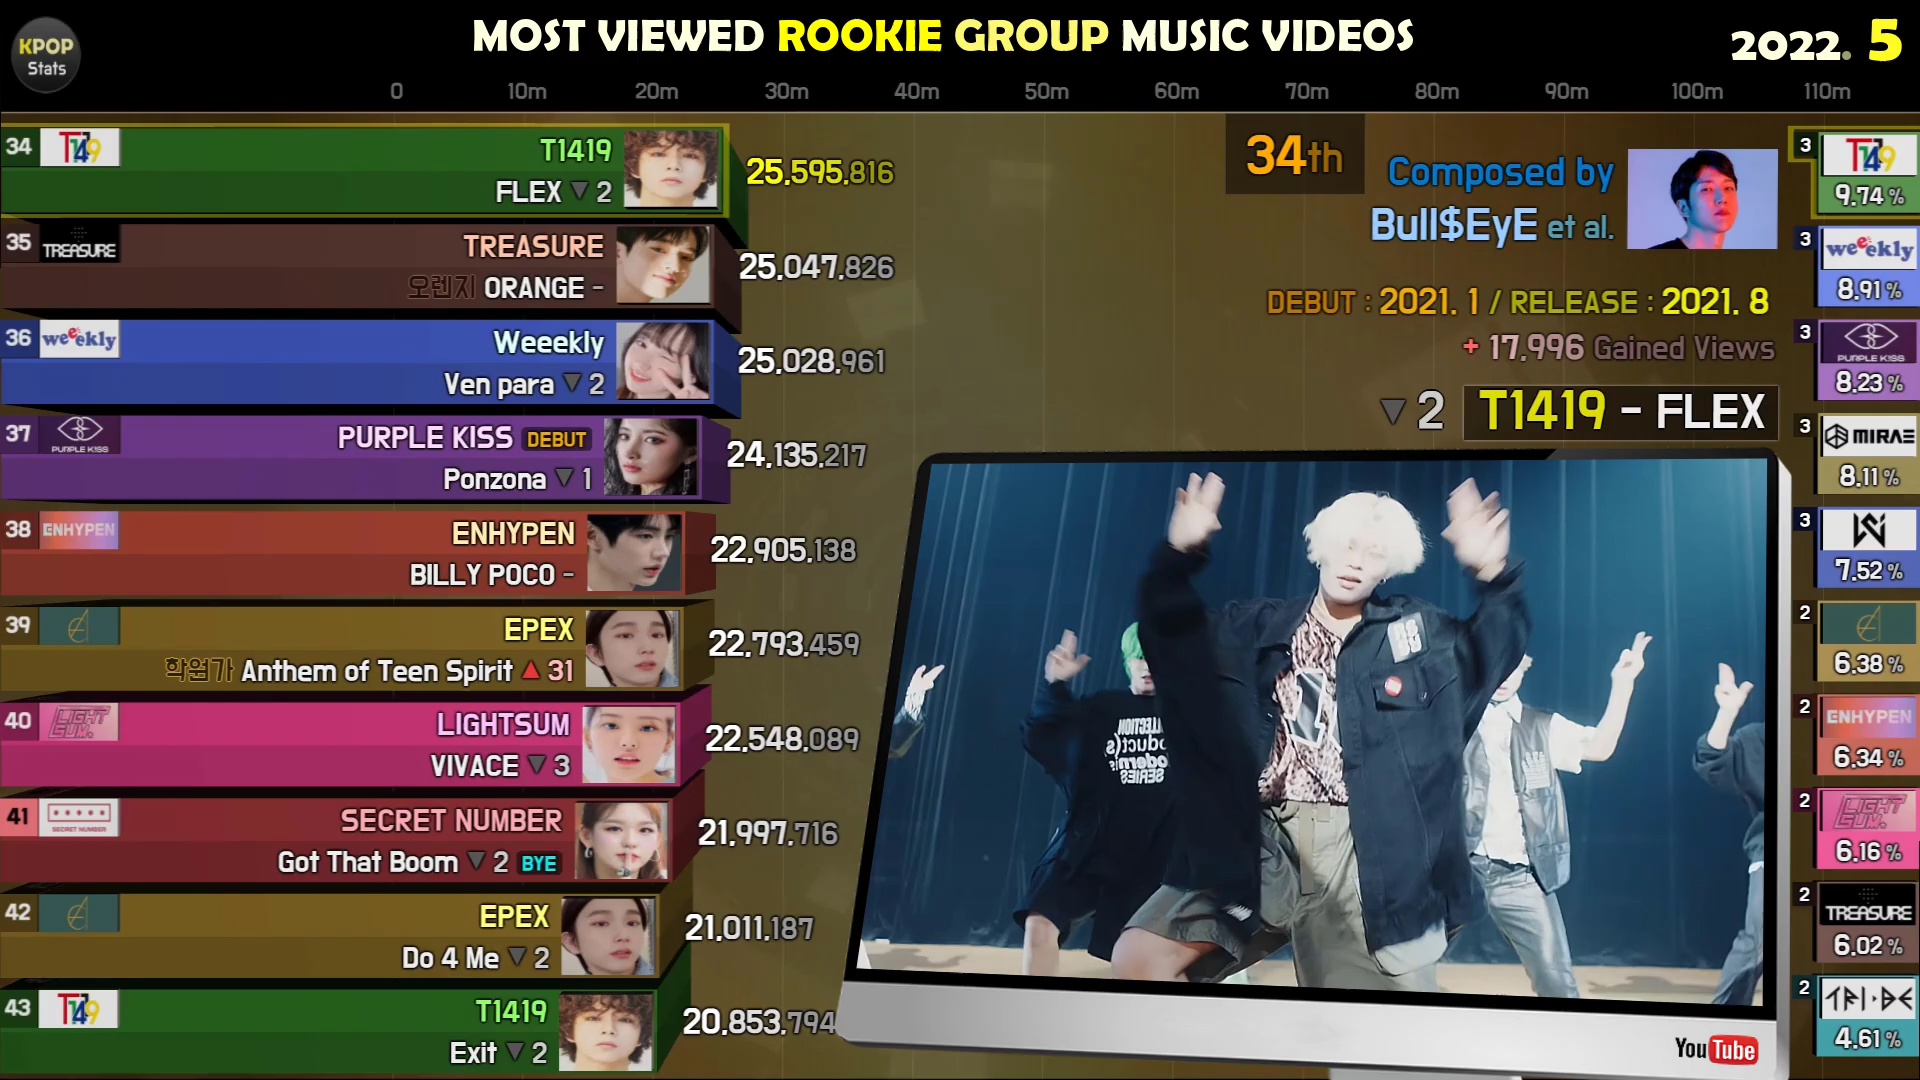 KPOP
Stats
MOST VIEWED ROOKIE GROUP MUSIC VIDEOS
2022. 5
0 10m 20m 30m 40m 50m 60m 70m 80m 90m 100m 110m
34 T1419 T1419
FLEX ▼ 2
25,595,816
35 TREASURE TREASURE
오렌지 ORANGE -
25,047,826
36 weeekly Weeekly
Ven para ▼ 2
25,028,961
37 PURPLE KISS PURPLE KISS DEBUT
Ponzona ▼ 1
24,135,217
38 ENHYPEN ENHYPEN
BILLY POCO -
22,905,138
39 EPEX
학원가 Anthem of Teen Spirit ▲ 31
22,793,459
40 LIGHTSUM. LIGHTSUM
VIVACE ▼ 3
22,548,089
41 SECRET NUMBER SECRET NUMBER
Got That Boom ▼ 2 BYE
21,997,716
42 EPEX
Do 4 Me ▼ 2
21,011,187
43 T1419 T1419
Exit ▼ 2
20,853,794
34th
Composed by
Bull$EyE et al.
DEBUT : 2021. 1 / RELEASE : 2021. 8
+ 17,996 Gained Views
▼ 2 T1419 - FLEX
YouTube
3 T1419
9.74 %
3 weeekly
8.91 %
3 PURPLE KISS
8.23 %
3 MIRAE
8.11 %
3
7.52 %
2
6.38 %
2 ENHYPEN
6.34 %
2 LIGHTSUM.
6.16 %
2 TREASURE
6.02 %
2 TRI·BE
4.61 %